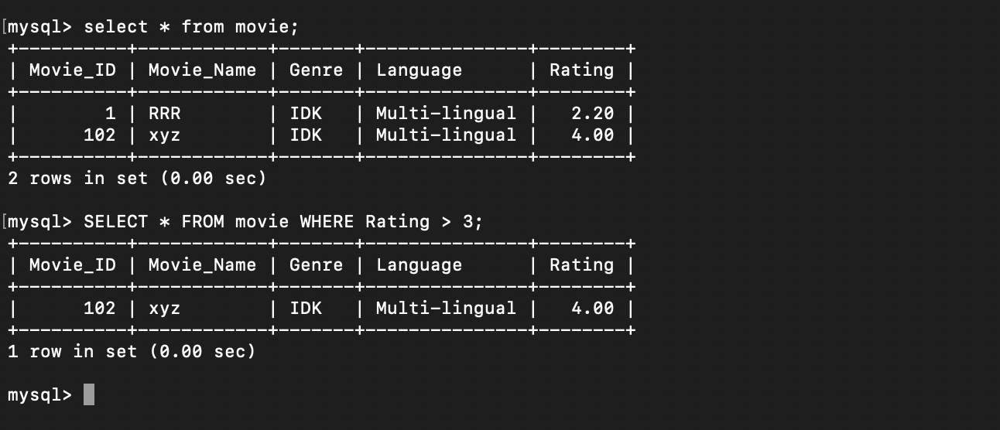 [mysql> select * from movie;
+----------+------------+-------+---------------+--------+
| Movie_ID | Movie_Name | Genre | Language      | Rating |
+----------+------------+-------+---------------+--------+
|        1 | RRR        | IDK   | Multi-lingual |   2.20 |
|      102 | xyz        | IDK   | Multi-lingual |   4.00 |
+----------+------------+-------+---------------+--------+
2 rows in set (0.00 sec)
[mysql> SELECT * FROM movie WHERE Rating > 3;
+----------+------------+-------+---------------+--------+
| Movie_ID | Movie_Name | Genre | Language      | Rating |
+----------+------------+-------+---------------+--------+
|      102 | xyz        | IDK   | Multi-lingual |   4.00 |
+----------+------------+-------+---------------+--------+
1 row in set (0.00 sec)
mysql>